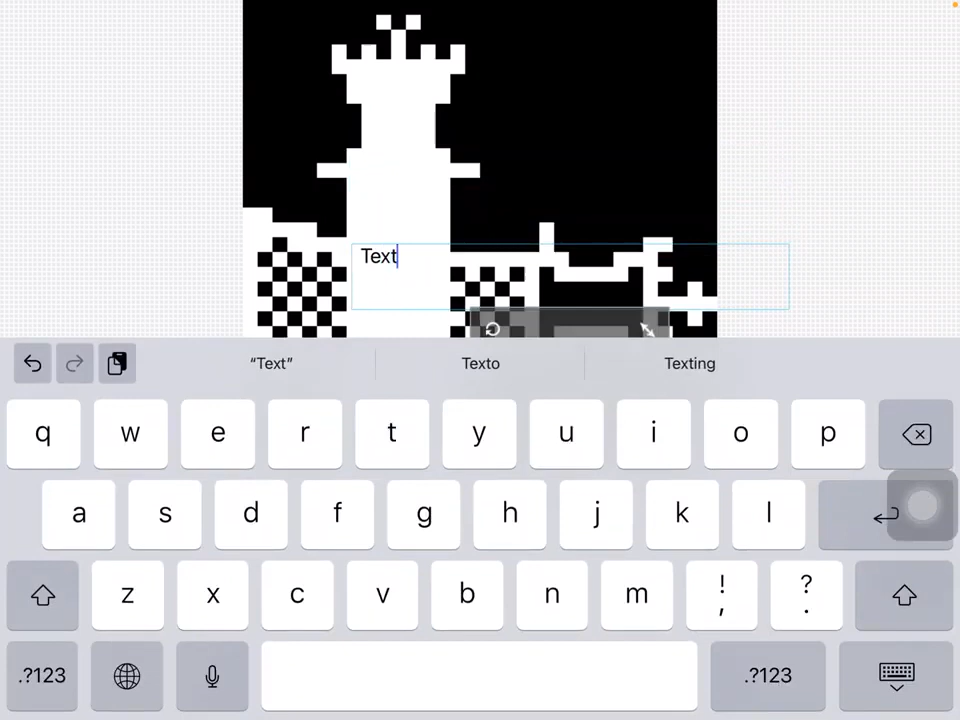 Text
“Text” Texto Texting
q w e r t y u i o p
a s d f g h j k l
z x c v b n m ! , ? .
.?123 .?123